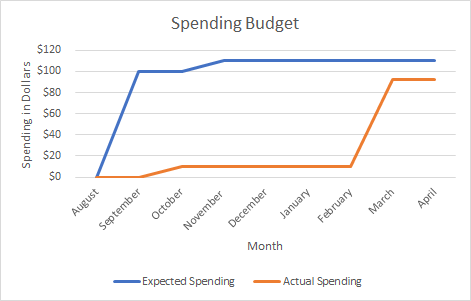 Spending Budget
$120
$100
$80
$60
$40
$20
$0
Spending in Dollars
August
September
October
November
December
January
February
March
April
Month
Expected Spending
Actual Spending